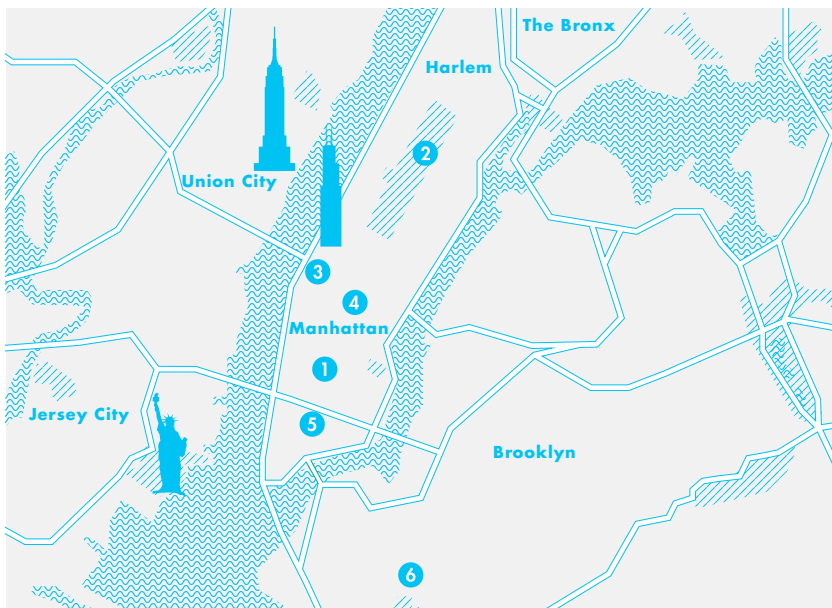 The Bronx
Harlem
2
Union City
3
4
Manhattan
1
Jersey City
5
Brooklyn
6